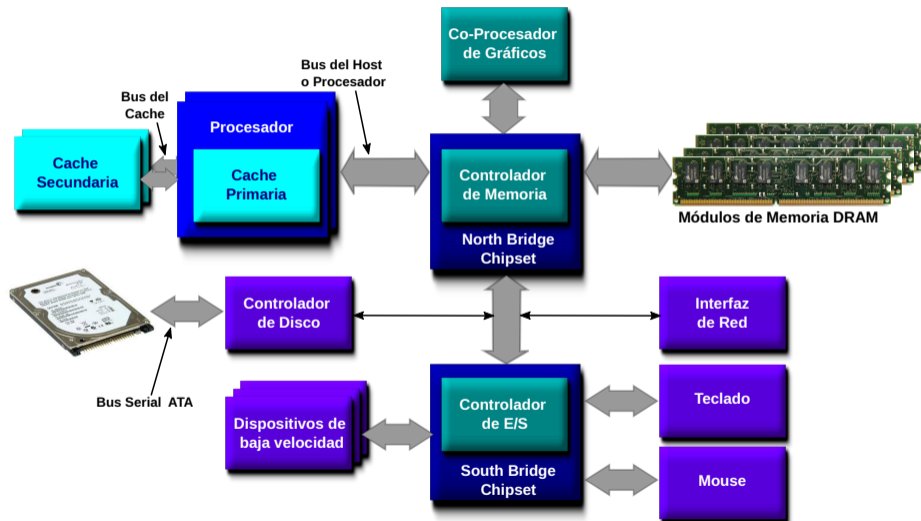 Co-Procesador
de Gráficos
Bus del Host
o Procesador
Bus del
Cache
Procesador
Cache
Secundaria
Cache
Primaria
Controlador
de Memoria
Módulos de Memoria DRAM
North Bridge
Chipset
Controlador
de Disco
Interfaz
de Red
Bus Serial ATA
Dispositivos de
baja velocidad
Controlador
de E/S
Teclado
South Bridge
Chipset
Mouse